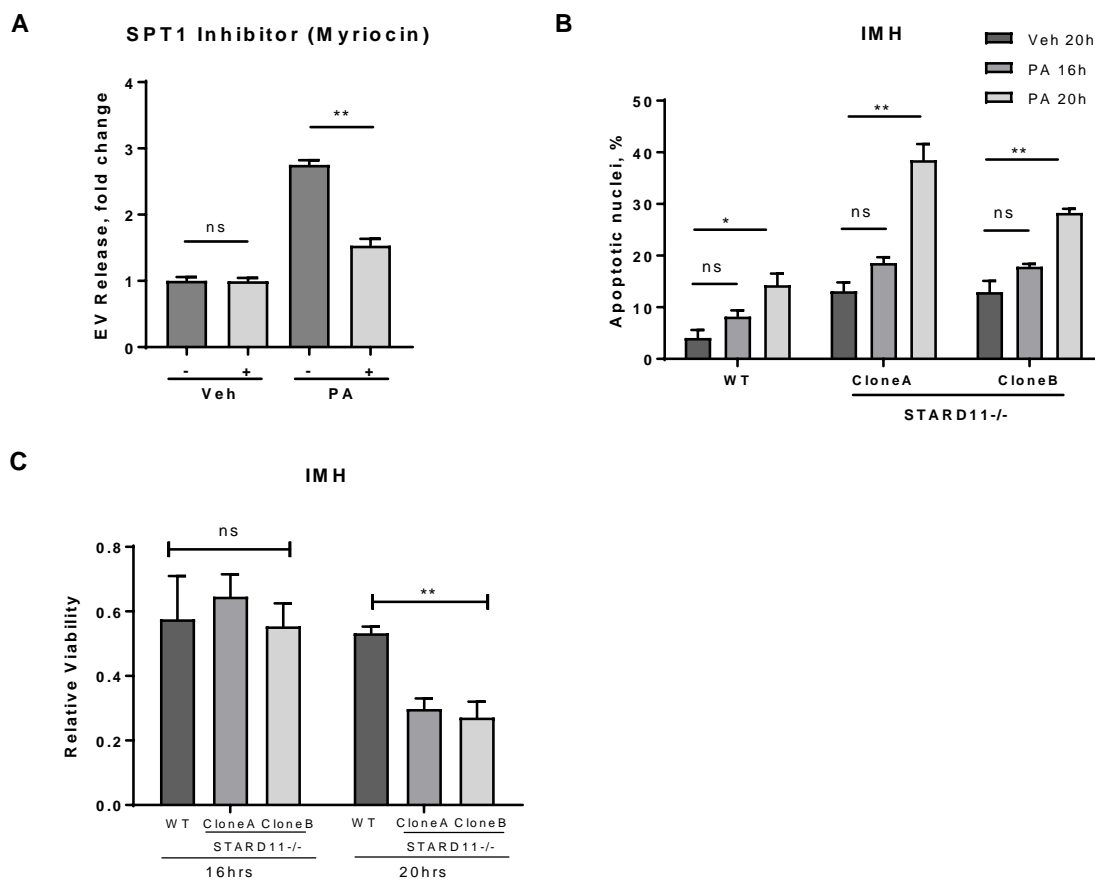 A
SPT1 Inhibitor (Myriocin)
EV Release, fold change
4
3
2
1
0
ns
**
- + - +
Veh PA
B
IMH
Veh 20h
PA 16h
PA 20h
Apoptotic nuclei, %
50
40
30
20
10
0
ns
*
ns
**
ns
**
WT CloneA CloneB
STARD11-/-
C
IMH
Relative Viability
0.8
0.6
0.4
0.2
0.0
ns
**
WT CloneA CloneB WT CloneA CloneB
STARD11-/- STARD11-/-
16hrs 20hrs